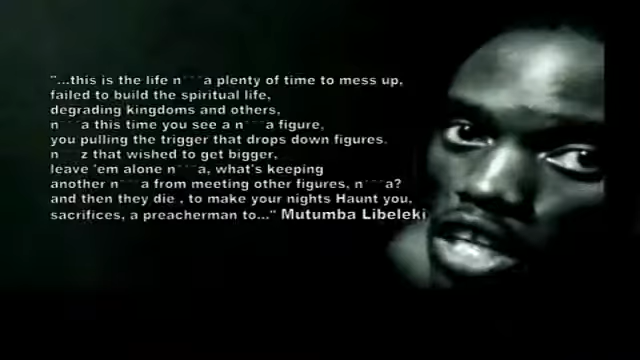 "...this is the life n***a plenty of time to mess up,
failed to build the spiritual life,
degrading kingdoms and others,
n***a this time you see a n***a figure,
you pulling the trigger that drops down figures.
n***z that wished to get bigger,
leave 'em alone n***a, what's keeping
another n***a from meeting other figures, n***a?
and then they die , to make your nights Haunt you.
sacrifices, a preacherman to..." Mutumba Libeleki